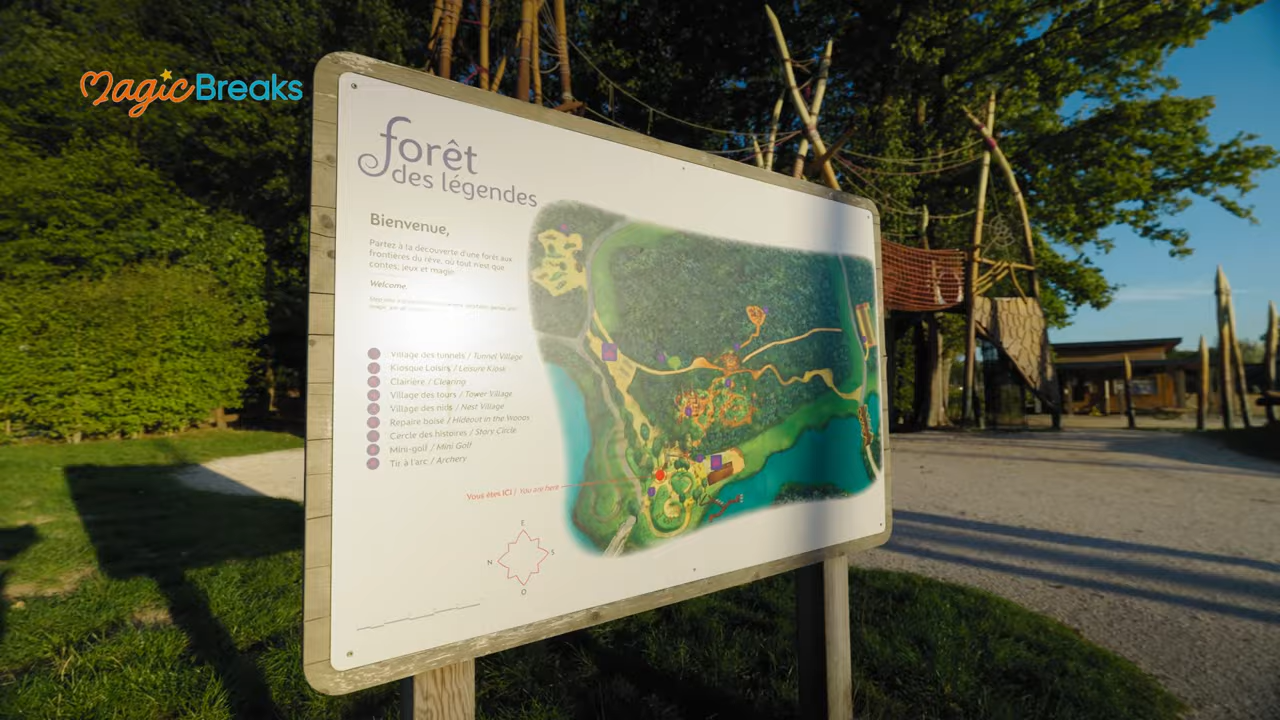 MagicBreaks
forêt
des légendes
Bienvenue,
Partez à la découverte d'une forêt aux
frontières du rêve, où tout n'est que
contes, jeux et magie.
Welcome,
Village des tunnels / Tunnel Village
Kiosque Loisirs / Leisure Kiosk
Clairière / Clearing
Village des tours / Tower Village
Village des nids / Nest Village
Repaire boisé / Hideout in the Woods
Cercle des histoires / Story Circle
Mini-golf / Mini Golf
Tir à l'arc / Archery
Vous êtes ICI / You are here
E
N
S
O